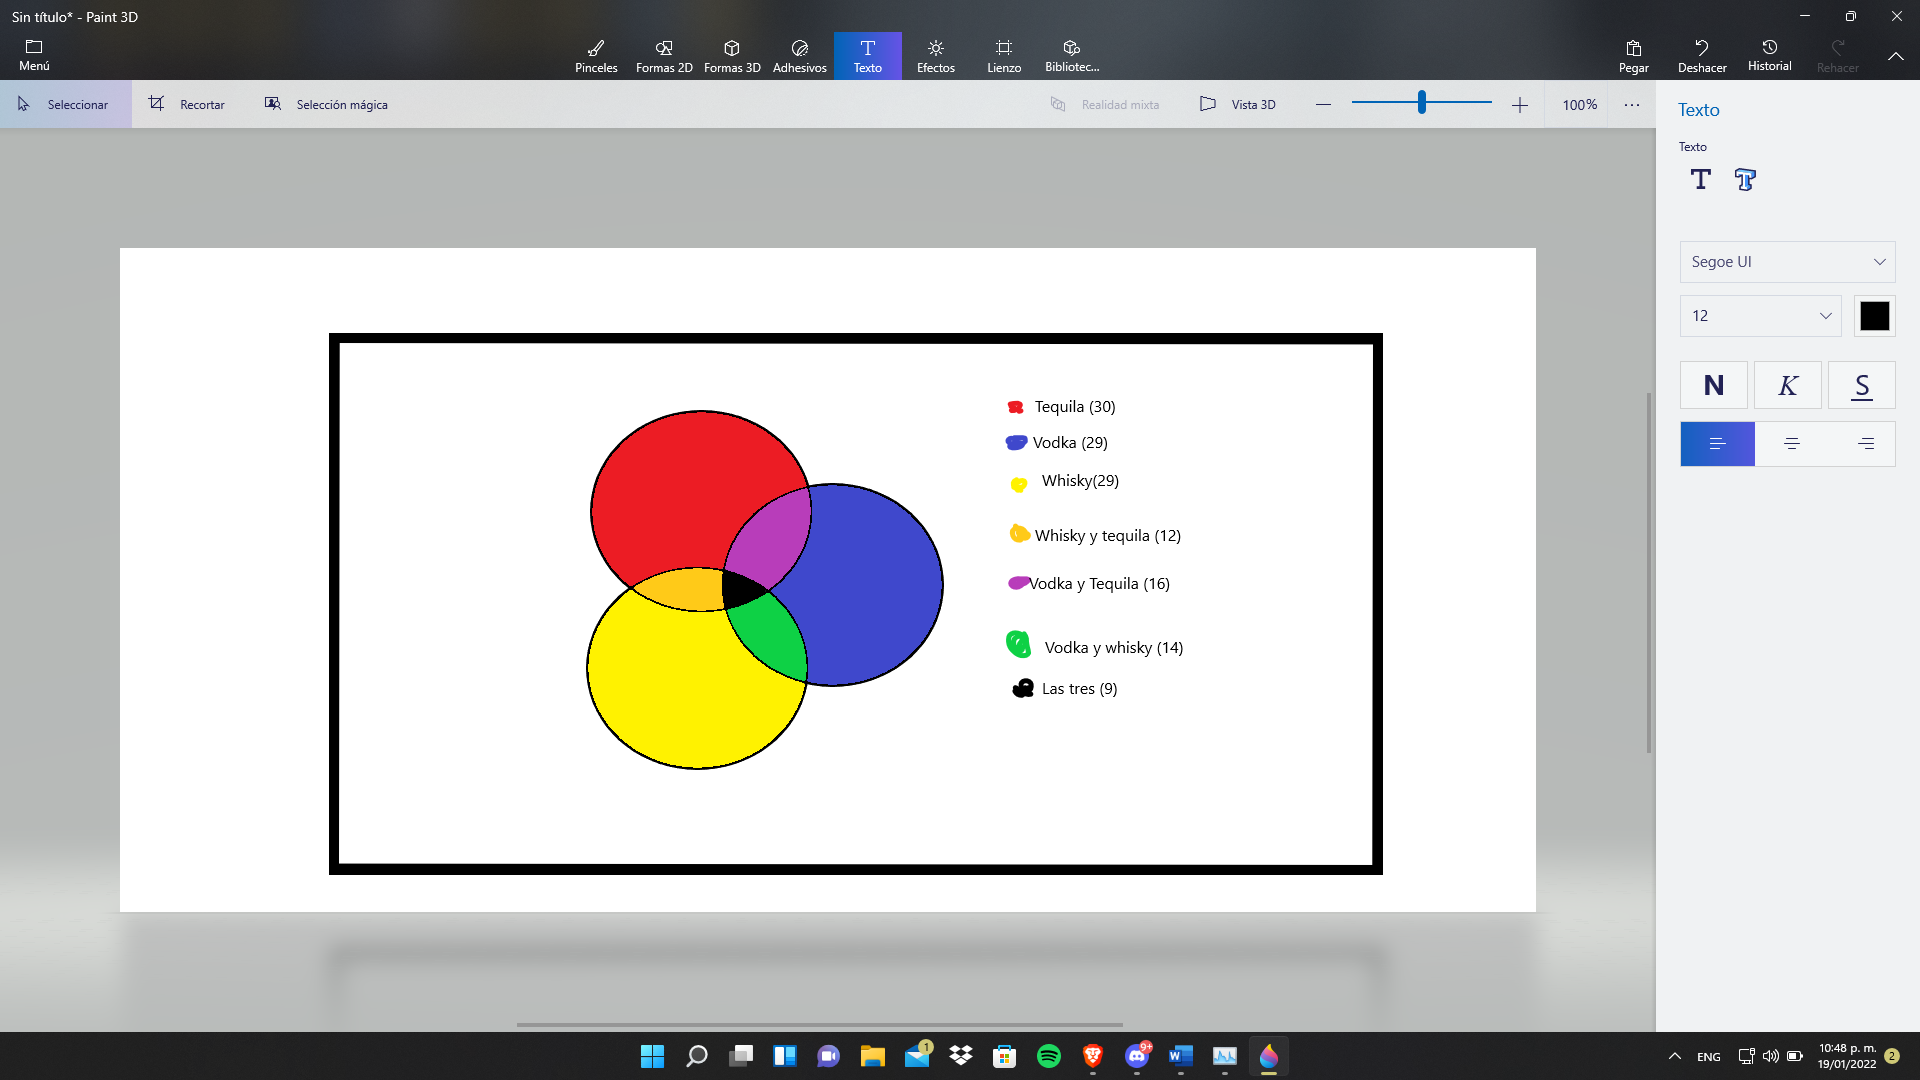 Sin título* - Paint 3D
Menú
Pinceles
Formas 2D
Formas 3D
Adhesivos
Texto
Efectos
Lienzo
Bibliotec...
Pegar
Deshacer
Historial
Rehacer
Seleccionar
Recortar
Selección mágica
Realidad mixta
Vista 3D
100%
Texto
Texto
T
T
Segoe UI
12
N
K
S
Tequila (30)
Vodka (29)
Whisky(29)
Whisky y tequila (12)
Vodka y Tequila (16)
Vodka y whisky (14)
Las tres (9)
1
9+
W
ENG
10:48 p. m.
19/01/2022
2